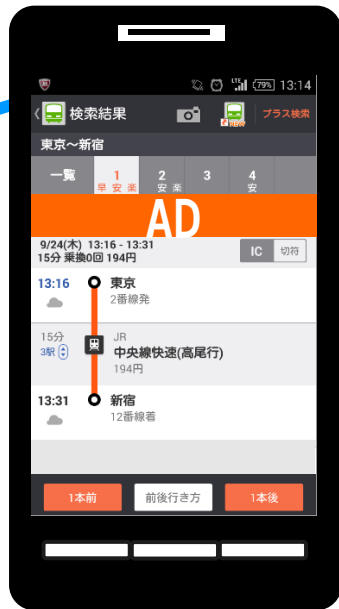 LTE 79% 13:14
検索結果 プラス検索
東京～新宿
一覧 1 2 3 4
早 安 楽 安 楽 安
AD
9/24(木) 13:16 - 13:31
15分 乗換0回 194円
IC 切符
13:16 東京
2番線発
15分 JR
3駅 中央線快速(高尾行)
194円
13:31 新宿
12番線着
1本前 前後行き方 1本後